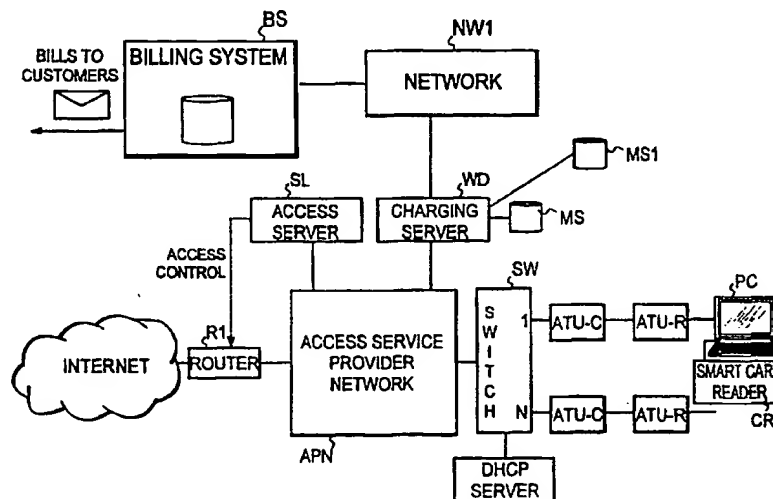 BS
BILLS TO
CUSTOMERS
BILLING SYSTEM
NW1
NETWORK
MS1
SL
ACCESS
SERVER
WD
CHARGING
SERVER
MS
ACCESS
CONTROL
SW
PC
R1
INTERNET
ROUTER
ACCESS SERVICE
PROVIDER
NETWORK
SWITCH
1
ATU-C
ATU-R
SMART CAR
READER
N
ATU-C
ATU-R
CR
APN
DHCP
SERVER